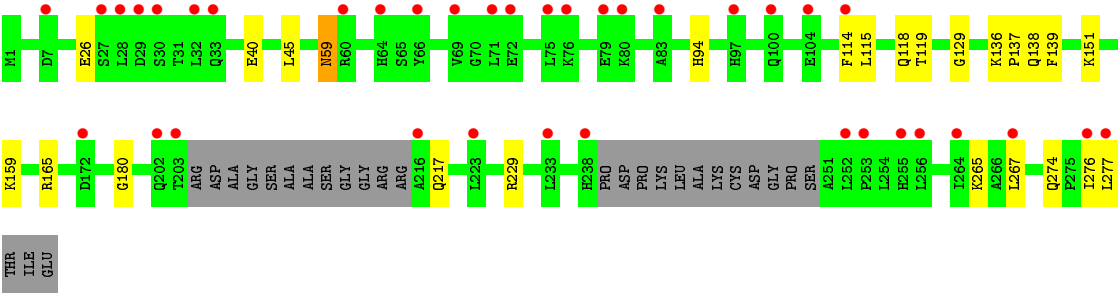 M1 D7 E26 S27 L28 D29 S30 T31 L32 Q33 E40 L45 N59 R60 H64 S65 Y66 V69 G70 L71 E72 L75 K76 E79 K80 A83 H94 H97 Q100 E104 F114 L115 Q118 T119 G129 K136 P137 Q138 F139 K151
K159 R165 D172 G180 Q202 T203 ARG ASP ALA GLY SER ALA ALA SER GLY GLY ARG ARG A216 Q217 L223 R229 L233 H238 PRO ASP PRO LYS LEU ALA LYS CYS ASP GLY PRO SER A251 L252 P253 L254 H255 L256 I264 K265 A266 L267 Q274 P275 I276 L277
THR ILE GLU